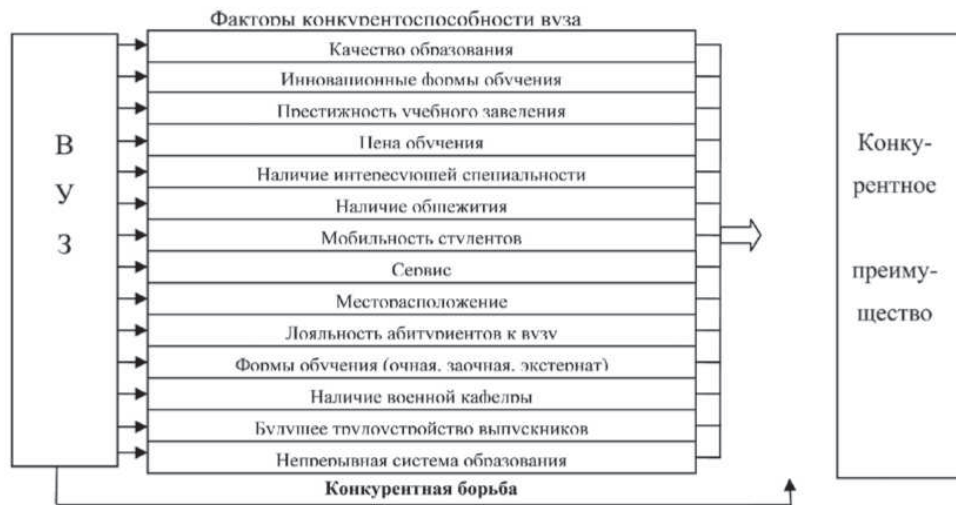 Факторы конкурентоспособности вуза
В
У
З
Качество образования
Инновационные формы обучения
Престижность учебного заведения
Цена обучения
Наличие интересующей специальности
Наличие общежития
Мобильность студентов
Сервис
Месторасположение
Лояльность абитуриентов к вузу
Формы обучения (очная, заочная, экстернат)
Наличие военной кафедры
Будущее трудоустройство выпускников
Непрерывная система образования
Конкурентная борьба
Конку-
рентное
преиму-
щество